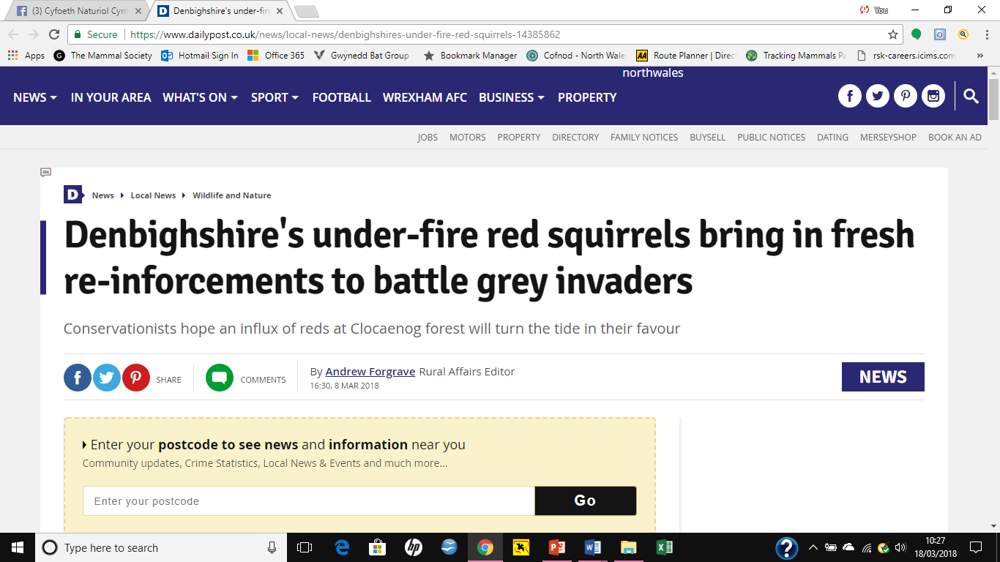 (3) Cyfoeth Naturiol Cym
Denbighshire's under-fire
You
Secure
https://www.dailypost.co.uk/news/local-news/denbighshires-under-fire-red-squirrels-14385862
Apps
The Mammal Society
Hotmail Sign In
Office 365
Gwynedd Bat Group
Bookmark Manager
Cofnod - North Wale
Route Planner | Direc
Tracking Mammals Pa
rsk-careers.icims.com
»
northwales
NEWS IN YOUR AREA WHAT'S ON SPORT FOOTBALL WREXHAM AFC BUSINESS PROPERTY
JOBS MOTORS PROPERTY DIRECTORY FAMILY NOTICES BUYSELL PUBLIC NOTICES DATING MERSEYSHOP BOOK AN AD
D News Local News Wildlife and Nature
Denbighshire's under-fire red squirrels bring in fresh
re-inforcements to battle grey invaders
Conservationists hope an influx of reds at Clocaenog forest will turn the tide in their favour
SHARE
COMMENTS
By Andrew Forgrave Rural Affairs Editor
16:30, 8 MAR 2018
NEWS
Enter your postcode to see news and information near you
Community updates, Crime Statistics, Local News & Events and much more...
Enter your postcode
Go
Type here to search
10:27
18/03/2018